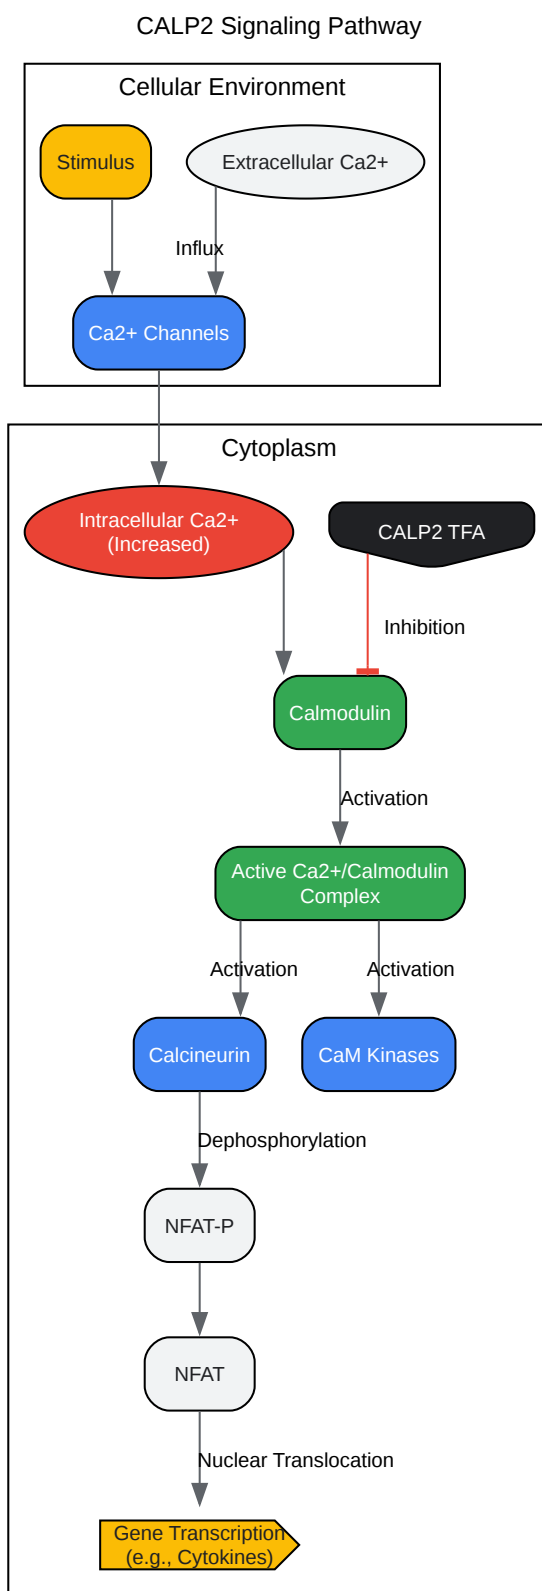 CALP2 Signaling Pathway
Cellular Environment
Stimulus
Extracellular Ca2+
Influx
Ca2+ Channels
Cytoplasm
Intracellular Ca2+
(Increased)
CALP2 TFA
Inhibition
Calmodulin
Activation
Active Ca2+/Calmodulin
Complex
Activation
Activation
Calcineurin
CaM Kinases
Dephosphorylation
NFAT-P
NFAT
Nuclear Translocation
Gene Transcription
(e.g., Cytokines)